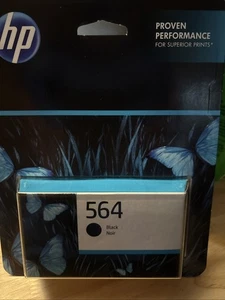 hp
PROVEN
PERFORMANCE
FOR SUPERIOR PRINTS*
564
Black
Noir